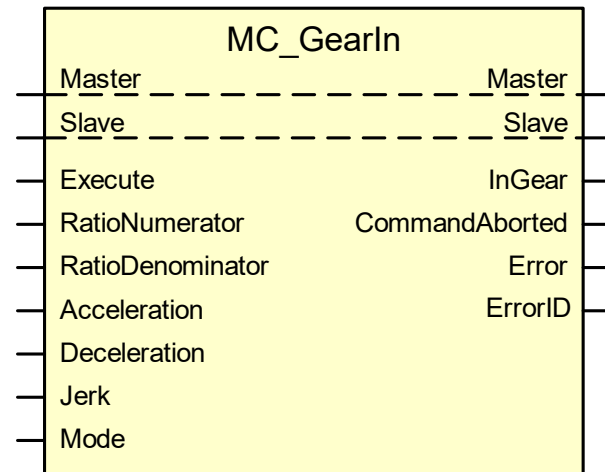 MC_GearIn
Master Master
Slave Slave
Execute InGear
RatioNumerator CommandAborted
RatioDenominator Error
Acceleration ErrorID
Deceleration
Jerk
Mode